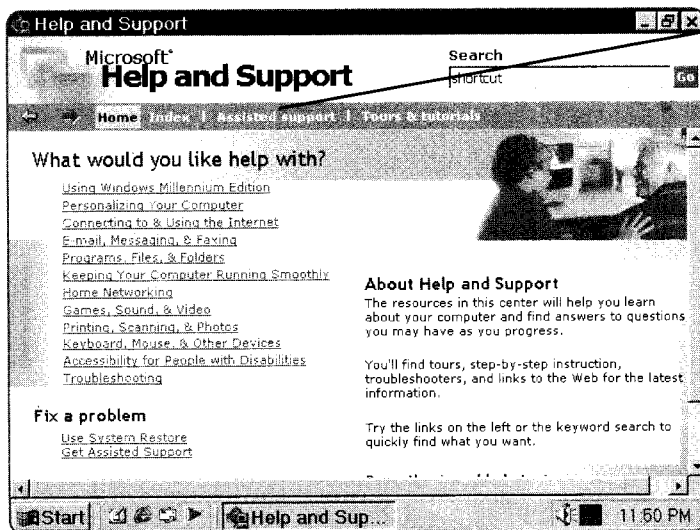 Help and Support
Microsoft
Help and Support
Search
shortcut
Go
Home Index | Assisted support | Tours & tutorials
What would you like help with?
Using Windows Millennium Edition
Personalizing Your Computer
Connecting to & Using the Internet
E-mail, Messaging, & Faxing
Programs, Files, & Folders
Keeping Your Computer Running Smoothly
Home Networking
Games, Sound, & Video
Printing, Scanning, & Photos
Keyboard, Mouse, & Other Devices
Accessibility for People with Disabilities
Troubleshooting
Fix a problem
Use System Restore
Get Assisted Support
About Help and Support
The resources in this center will help you learn
about your computer and find answers to questions
you may have as you progress.
You'll find tours, step-by-step instruction,
troubleshooters, and links to the Web for the latest
information.
Try the links on the left or the keyword search to
quickly find what you want.
Start
Help and Sup...
11:50 PM